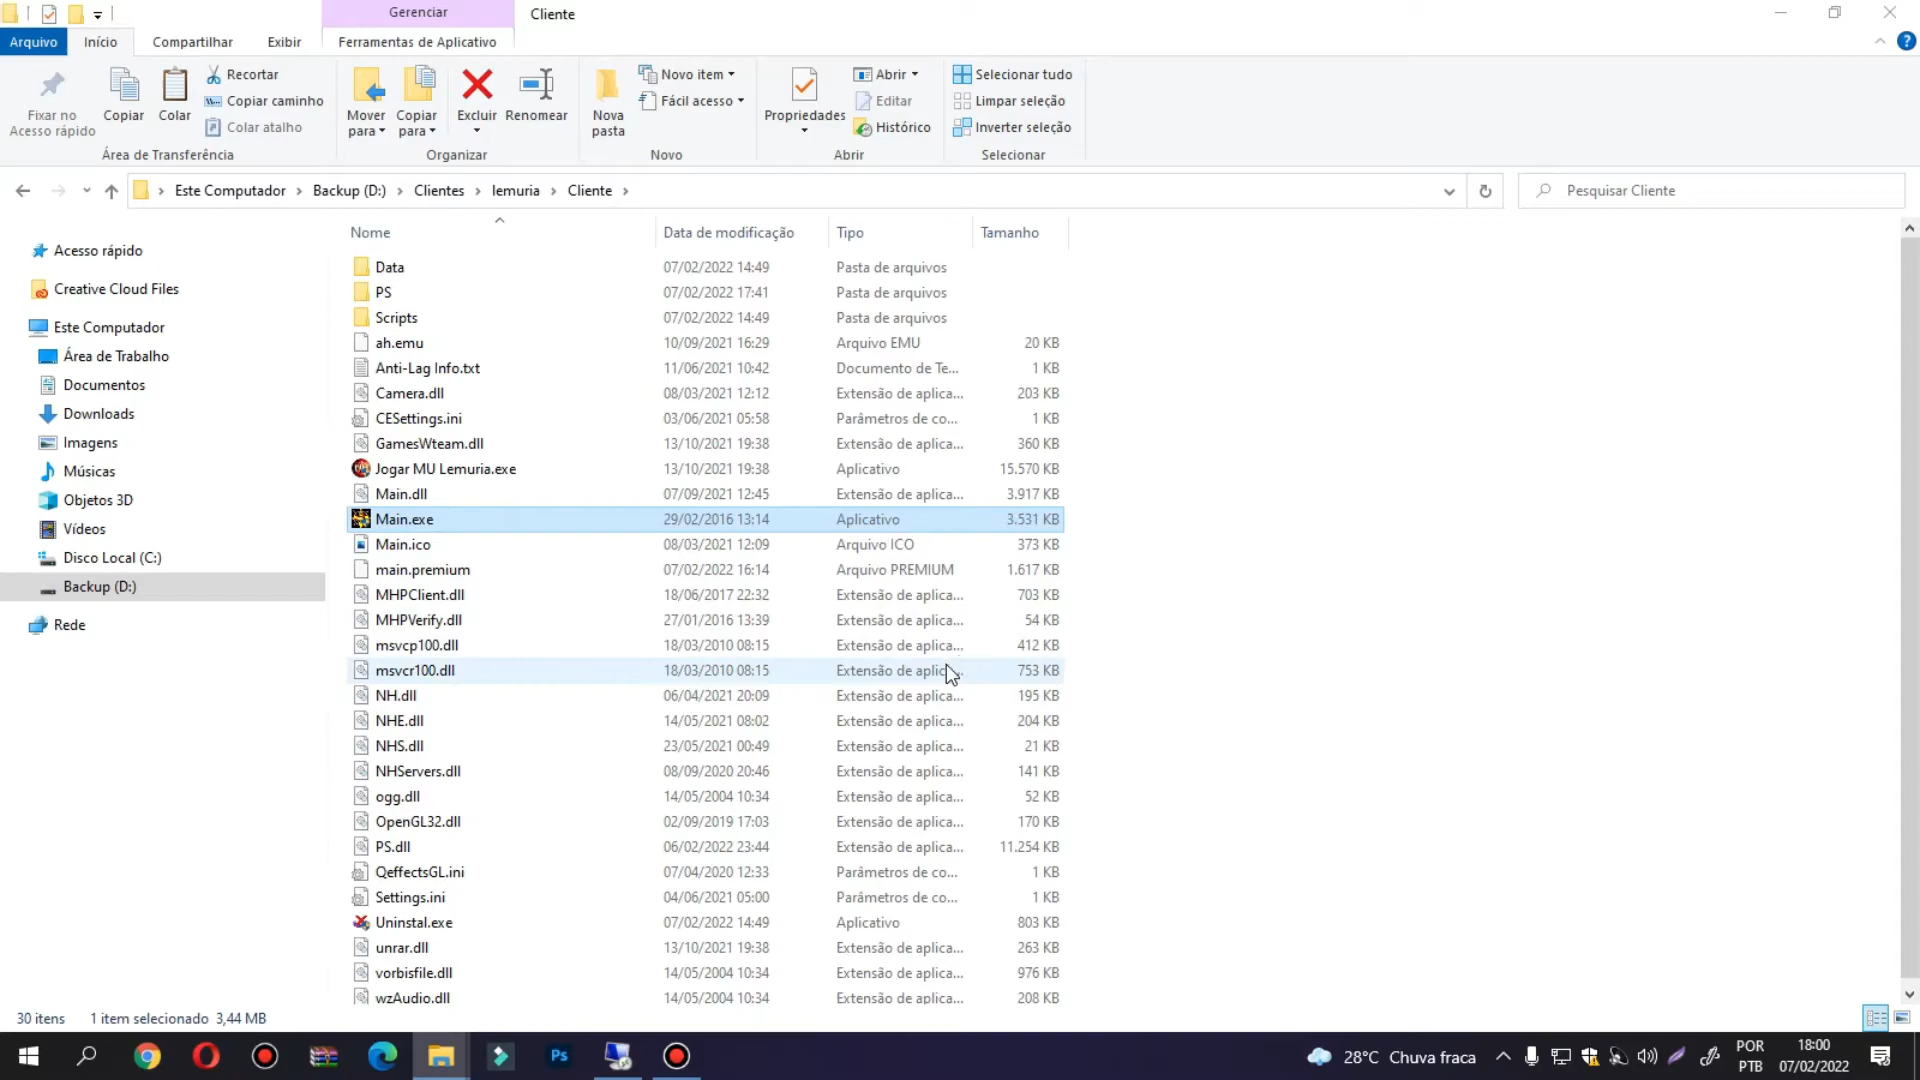 Gerenciar
Cliente
Arquivo
Início
Compartilhar
Exibir
Ferramentas de Aplicativo
Fixar no
Acesso rápido
Copiar
Colar
Recortar
Copiar caminho
Colar atalho
Área de Transferência
Mover
para
Copiar
para
Excluir
Renomear
Organizar
Nova
pasta
Novo item
Fácil acesso
Novo
Propriedades
Abrir
Editar
Histórico
Abrir
Selecionar tudo
Limpar seleção
Inverter seleção
Selecionar
Este Computador > Backup (D:) > Clientes > lemuria > Cliente >
Pesquisar Cliente
Acesso rápido
Creative Cloud Files
Este Computador
Área de Trabalho
Documentos
Downloads
Imagens
Músicas
Objetos 3D
Vídeos
Disco Local (C:)
Backup (D:)
Rede
Nome Data de modificação Tipo Tamanho
Data 07/02/2022 14:49 Pasta de arquivos
PS 07/02/2022 17:41 Pasta de arquivos
Scripts 07/02/2022 14:49 Pasta de arquivos
ah.emu 10/09/2021 16:29 Arquivo EMU 20 KB
Anti-Lag Info.txt 11/06/2021 10:42 Documento de Te... 1 KB
Camera.dll 08/03/2021 12:12 Extensão de aplica... 203 KB
CESettings.ini 03/06/2021 05:58 Parâmetros de co... 1 KB
GamesWteam.dll 13/10/2021 19:38 Extensão de aplica... 360 KB
Jogar MU Lemuria.exe 13/10/2021 19:38 Aplicativo 15.570 KB
Main.dll 07/09/2021 12:45 Extensão de aplica... 3.917 KB
Main.exe 29/02/2016 13:14 Aplicativo 3.531 KB
Main.ico 08/03/2021 12:09 Arquivo ICO 373 KB
main.premium 07/02/2022 16:14 Arquivo PREMIUM 1.617 KB
MHPClient.dll 18/06/2017 22:32 Extensão de aplica... 703 KB
MHPVerify.dll 27/01/2016 13:39 Extensão de aplica... 54 KB
msvcp100.dll 18/03/2010 08:15 Extensão de aplica... 412 KB
msvcr100.dll 18/03/2010 08:15 Extensão de aplica... 753 KB
NH.dll 06/04/2021 20:09 Extensão de aplica... 195 KB
NHE.dll 14/05/2021 08:02 Extensão de aplica... 204 KB
NHS.dll 23/05/2021 00:49 Extensão de aplica... 21 KB
NHServers.dll 08/09/2020 20:46 Extensão de aplica... 141 KB
ogg.dll 14/05/2004 10:34 Extensão de aplica... 52 KB
OpenGL32.dll 02/09/2019 17:03 Extensão de aplica... 170 KB
PS.dll 06/02/2022 23:44 Extensão de aplica... 11.254 KB
QeffectsGL.ini 07/04/2020 12:33 Parâmetros de co... 1 KB
Settings.ini 04/06/2021 05:00 Parâmetros de co... 1 KB
Uninstal.exe 07/02/2022 14:49 Aplicativo 803 KB
unrar.dll 13/10/2021 19:38 Extensão de aplica... 263 KB
vorbisfile.dll 14/05/2004 10:34 Extensão de aplica... 976 KB
wzAudio.dll 14/05/2004 10:34 Extensão de aplica... 208 KB
30 itens 1 item selecionado 3,44 MB
Ps
28°C Chuva fraca
POR
PTB
18:00
07/02/2022